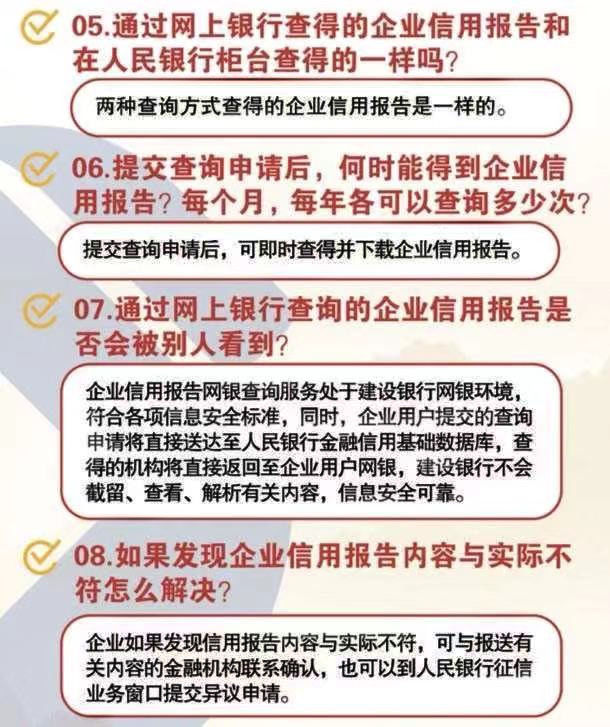 05.通过网上银行查得的企业信用报告和
在人民银行柜台查得的一样吗?
两种查询方式查得的企业信用报告是一样的。
06.提交查询申请后，何时能得到企业信
用报告? 每个月，每年各可以查询多少次?
提交查询申请后，可即时查得并下载企业信用报告。
07.通过网上银行查询的企业信用报告是
否会被别人看到?
企业信用报告网银查询服务处于建设银行网银环境，
符合各项信息安全标准，同时，企业用户提交的查询
申请将直接送达至人民银行金融信用基础数据库，查
得的机构将直接返回至企业用户网银，建设银行不会
截留、查看、解析有关内容，信息安全可靠。
08.如果发现企业信用报告内容与实际不
符怎么解决?
企业如果发现信用报告内容与实际不符，可与报送有
关内容的金融机构联系确认，也可以到人民银行征信
业务窗口提交异议申请。